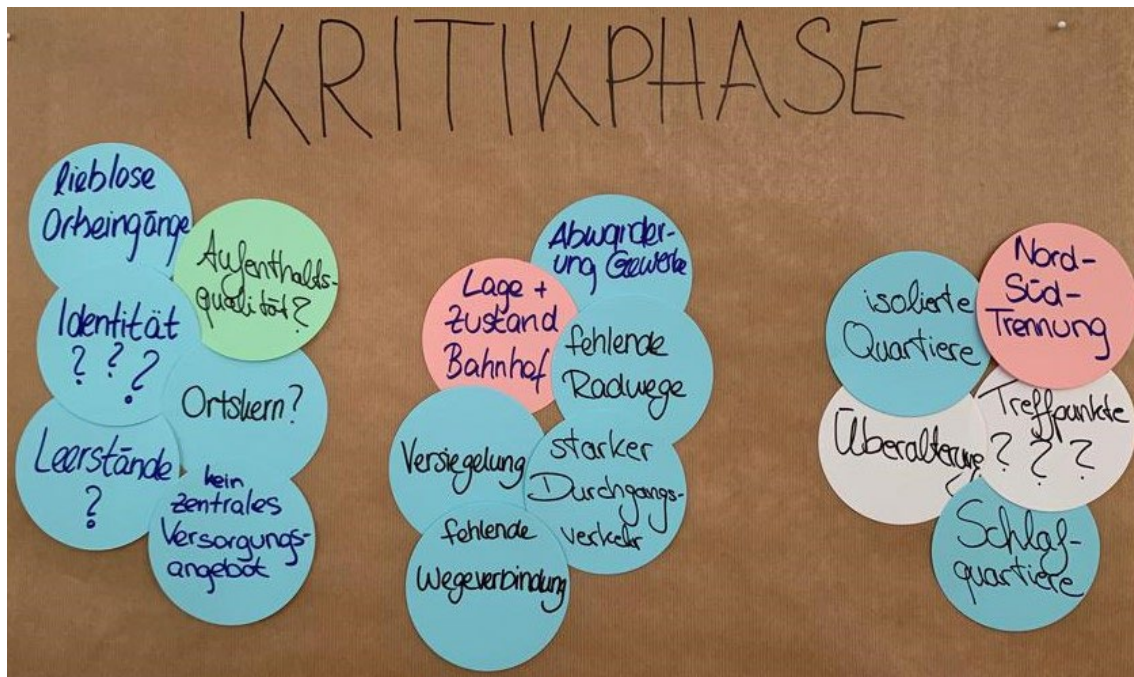 KRITIKPHASE
lieblose
Ortseingänge
Aufenthalts-
qualität?
Identität
? ? ?
Ortskern?
Leerstände
?
kein
zentrales
Versorgungs-
angebot
Abwander-
ung Gewerbe
Lage +
Zustand
Bahnhof
fehlende
Radwege
Versiegelung
starker
Durchgangs-
verkehr
fehlende
Wegeverbindung
isolierte
Quartiere
Nord-
Süd-
Trennung
Überalterung
Treffpunkte
? ? ?
Schlaf-
quartiere